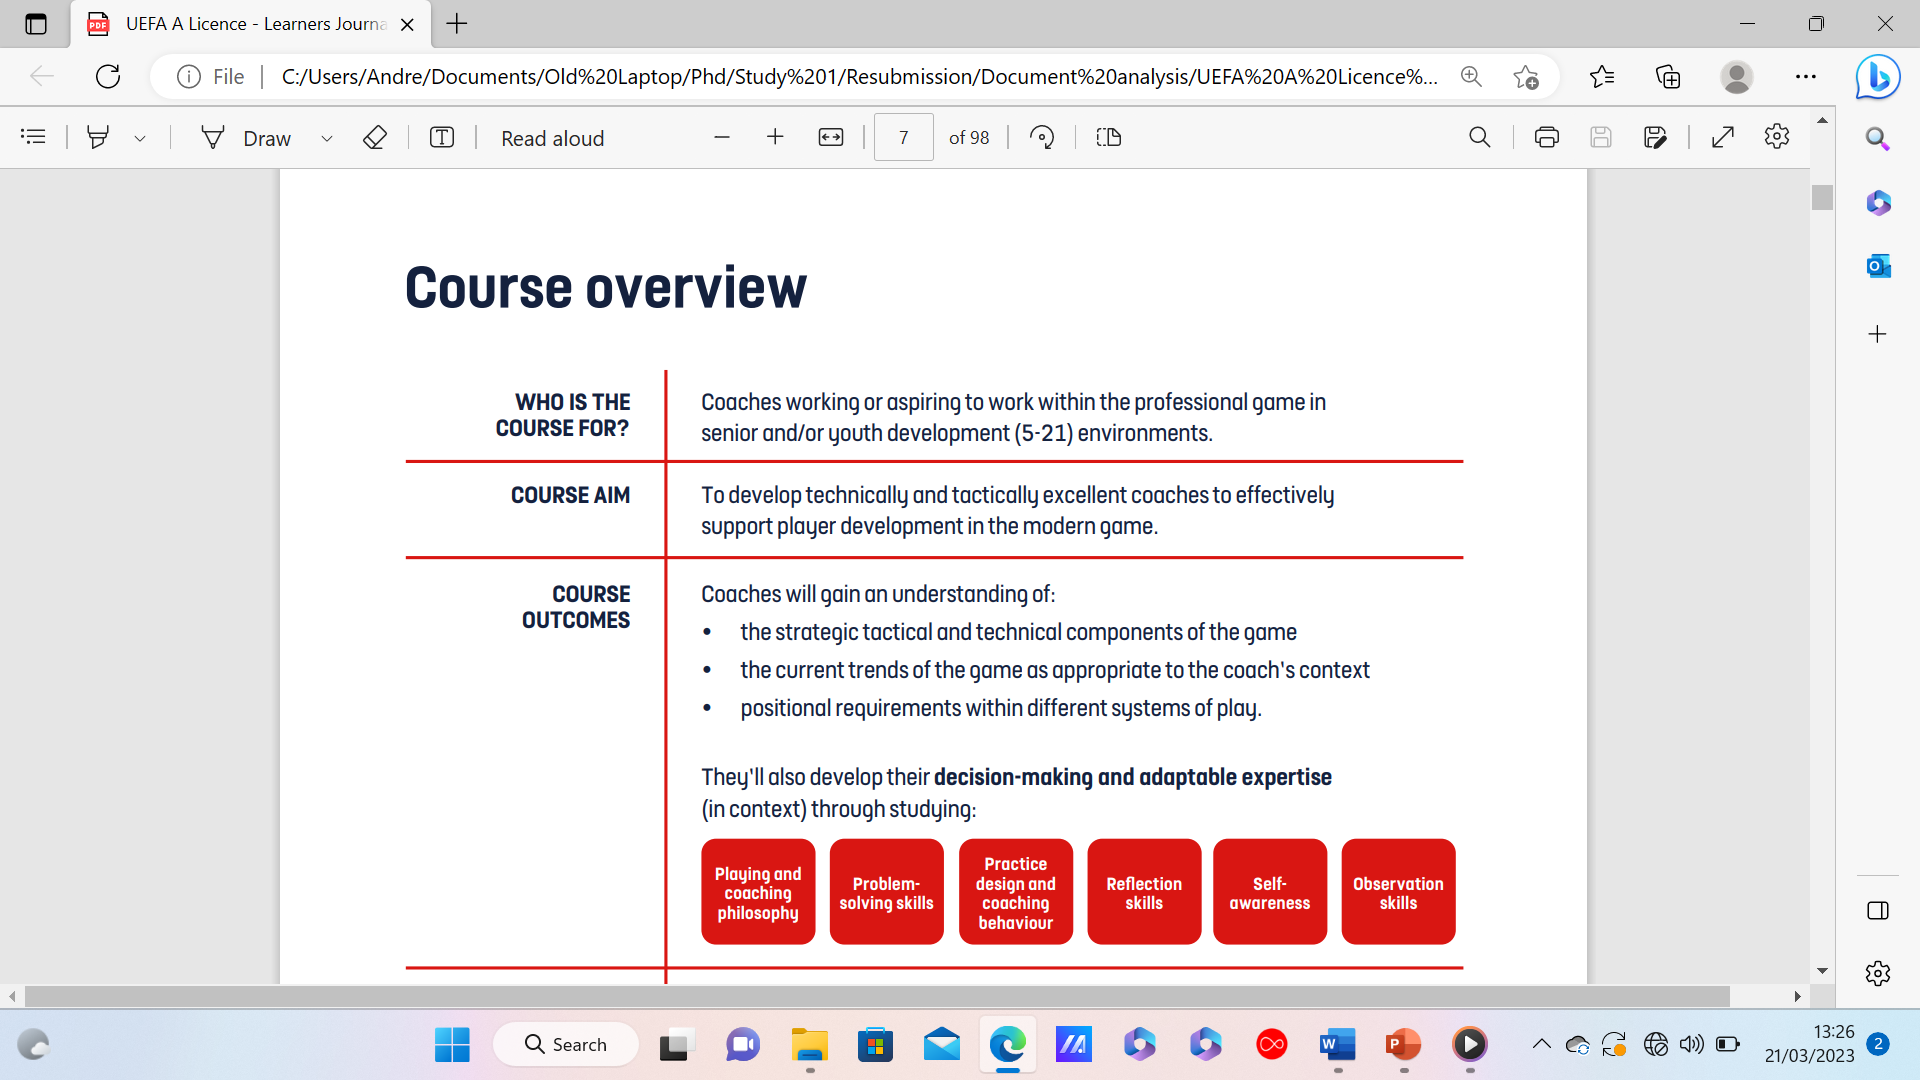 UEFA A Licence - Learners Journa
File
C:/Users/Andre/Documents/Old%20Laptop/Phd/Study%201/Resubmission/Document%20analysis/UEFA%20A%20Licence%...
Draw
Read aloud
7
of 98
Course overview
WHO IS THE
COURSE FOR?
Coaches working or aspiring to work within the professional game in
senior and/or youth development (5-21) environments.
COURSE AIM
To develop technically and tactically excellent coaches to effectively
support player development in the modern game.
COURSE
OUTCOMES
Coaches will gain an understanding of:
• the strategic tactical and technical components of the game
• the current trends of the game as appropriate to the coach's context
• positional requirements within different systems of play.
They'll also develop their decision-making and adaptable expertise
(in context) through studying:
Playing and
coaching
philosophy
Problem-
solving skills
Practice
design and
coaching
behaviour
Reflection
skills
Self-
awareness
Observation
skills
Search
13:26
21/03/2023
2